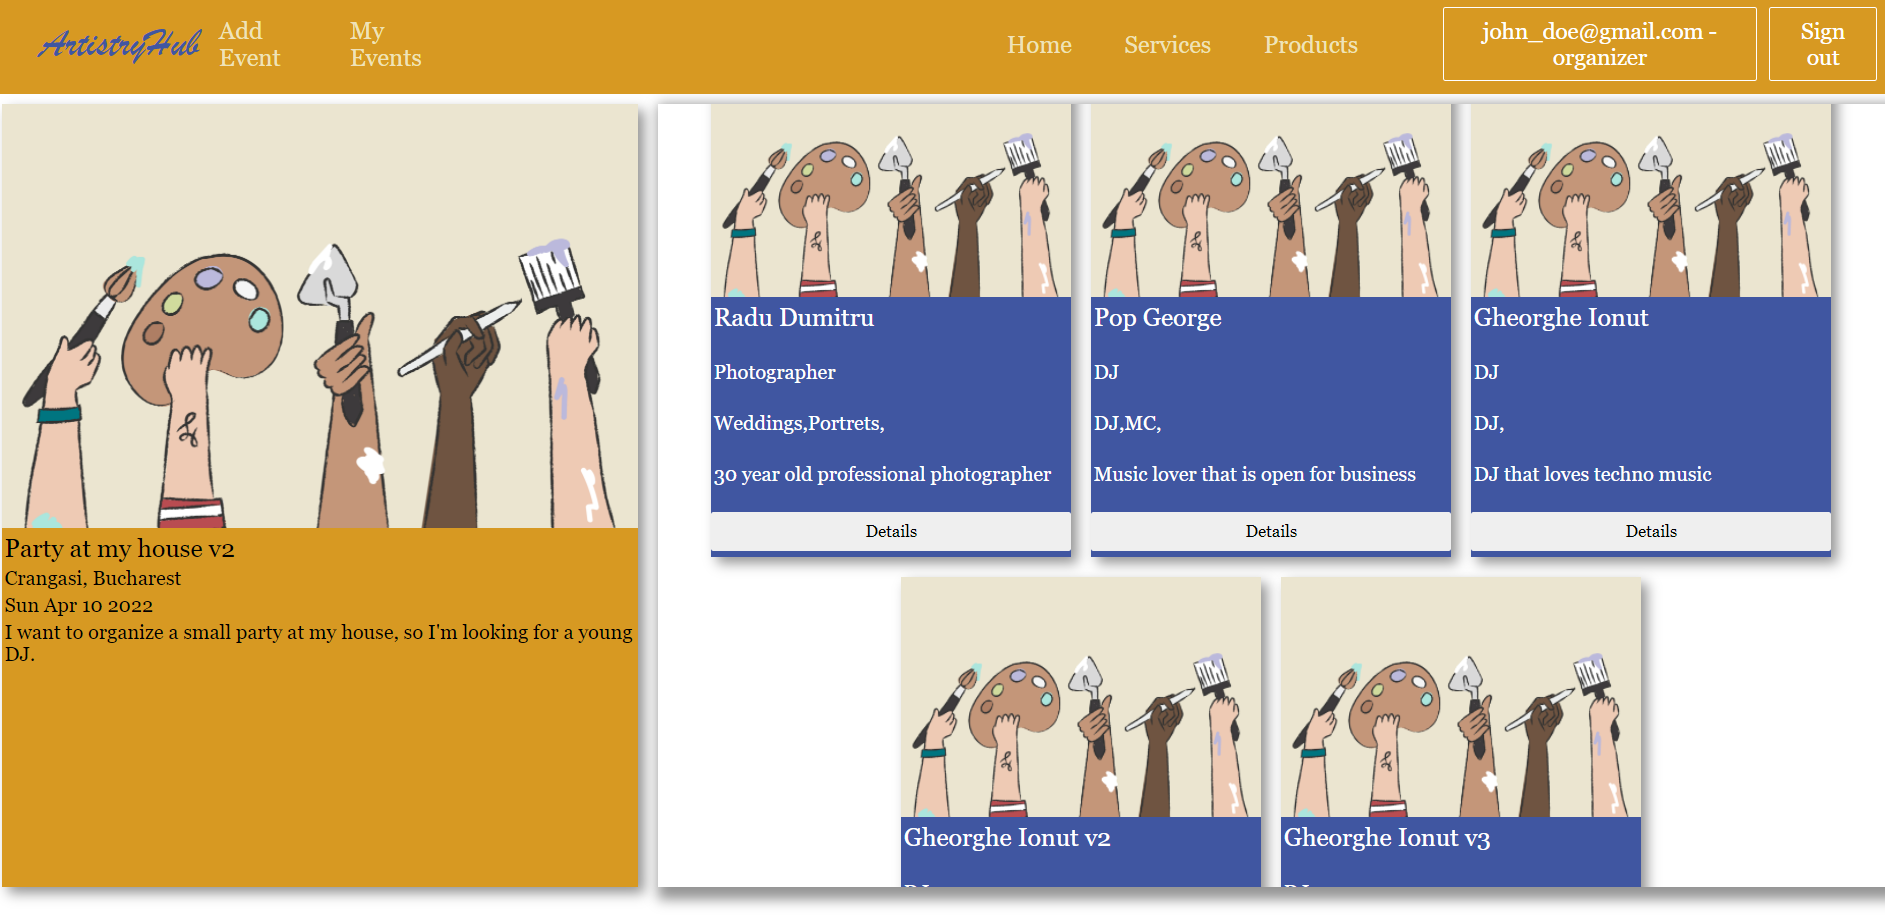 ArtistryHub
Add
Event
My
Events
Home
Services
Products
john_doe@gmail.com -
organizer
Sign
out
Party at my house v2
Crangasi, Bucharest
Sun Apr 10 2022
I want to organize a small party at my house, so I'm looking for a young
DJ.
Radu Dumitru
Photographer
Weddings,Portrets,
30 year old professional photographer
Details
Pop George
DJ
DJ,MC,
Music lover that is open for business
Details
Gheorghe Ionut
DJ
DJ,
DJ that loves techno music
Details
Gheorghe Ionut v2
Gheorghe Ionut v3